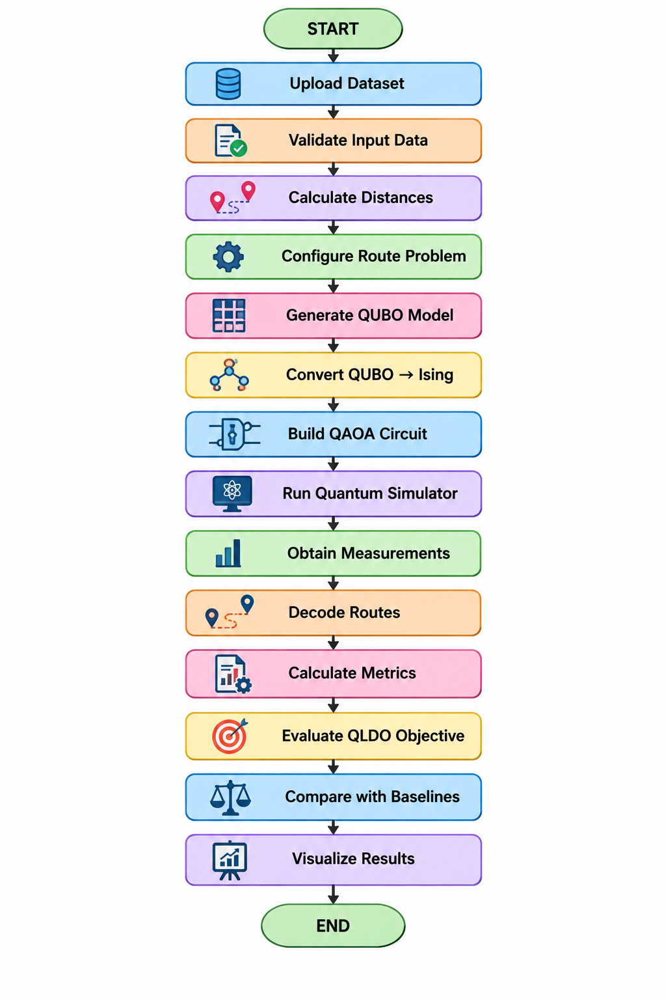 START
Upload Dataset
Validate Input Data
Calculate Distances
Configure Route Problem
Generate QUBO Model
Convert QUBO → Ising
Build QAOA Circuit
Run Quantum Simulator
Obtain Measurements
Decode Routes
Calculate Metrics
Evaluate QLDO Objective
Compare with Baselines
Visualize Results
END